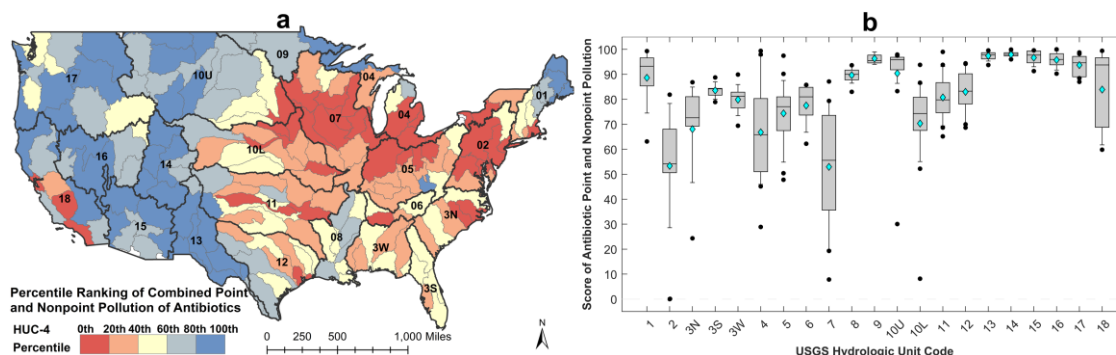 a
17
09
10U
04
01
07
04
02
16
10L
14
05
18
11
06
3N
15
08
13
12
3W
3S
Percentile Ranking of Combined Point
and Nonpoint Pollution of Antibiotics
HUC-4 0th 20th 40th 60th 80th 100th
Percentile
0 250 500 1,000 Miles
N
b
Score of Antibiotic Point and Nonpoint Pollution
100
90
80
70
60
50
40
30
20
10
0
1 2 3N 3S 3W 4 5 6 7 8 9 10U 10L 11 12 13 14 15 16 17 18
USGS Hydrologic Unit Code